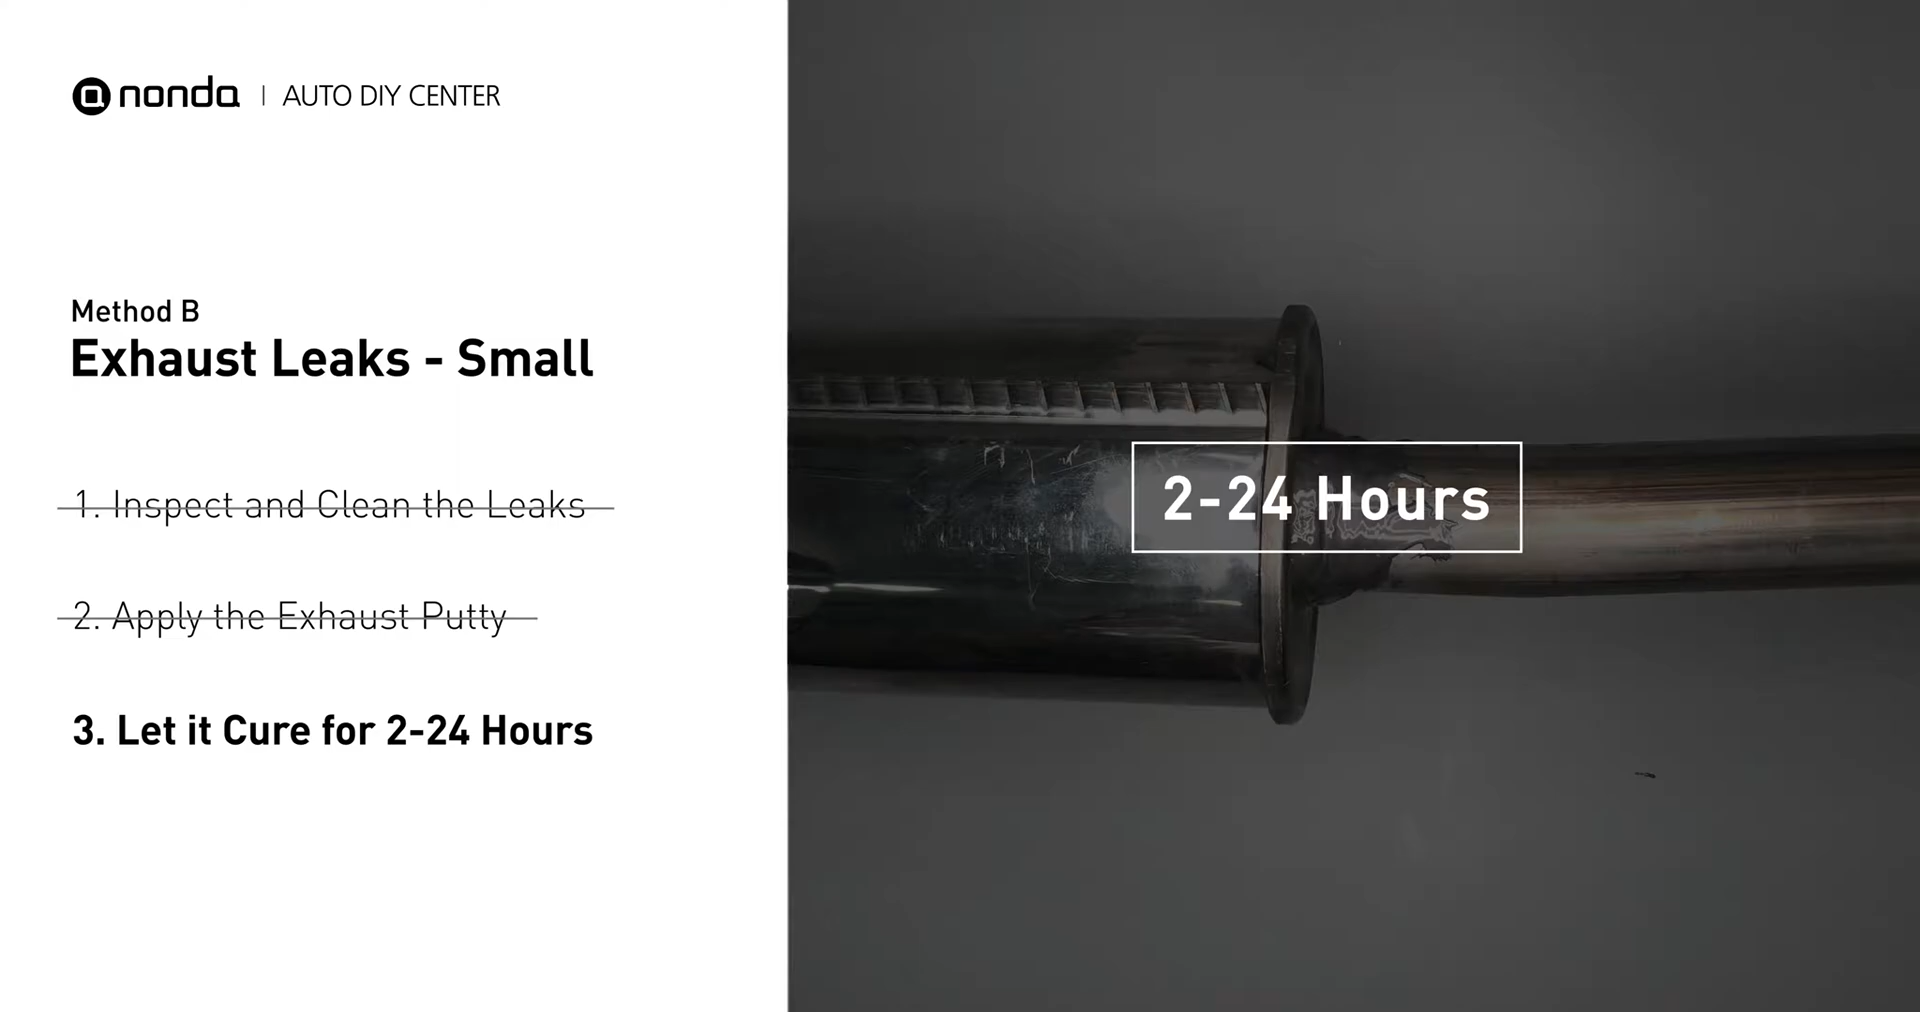 nonda | AUTO DIY CENTER
Method B
Exhaust Leaks - Small
1. Inspect and Clean the Leaks
2. Apply the Exhaust Putty
3. Let it Cure for 2-24 Hours
2-24 Hours